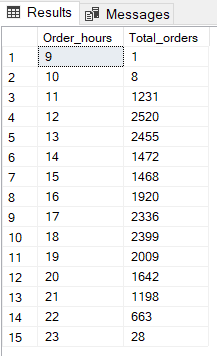 Results Messages
Order_hours Total_orders
1 9 1
2 10 8
3 11 1231
4 12 2520
5 13 2455
6 14 1472
7 15 1468
8 16 1920
9 17 2336
10 18 2399
11 19 2009
12 20 1642
13 21 1198
14 22 663
15 23 28